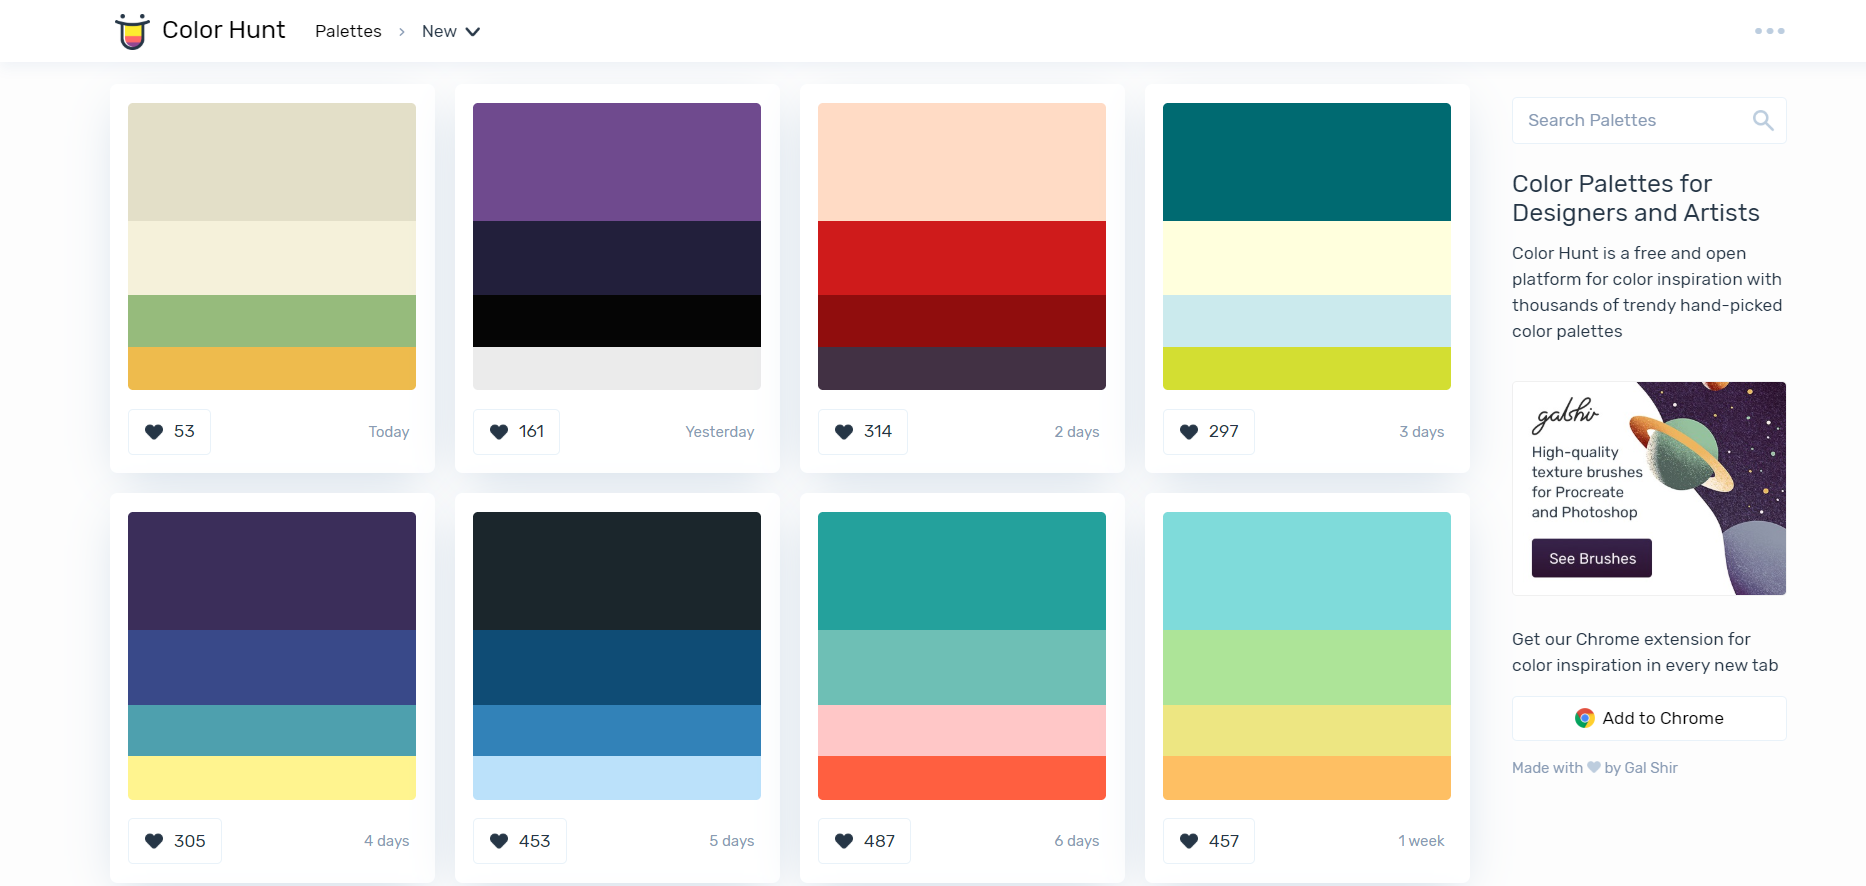 Color Hunt
Palettes › New
53 Today
161 Yesterday
314 2 days
297 3 days
305 4 days
453 5 days
487 6 days
457 1 week
Search Palettes
Color Palettes for
Designers and Artists
Color Hunt is a free and open
platform for color inspiration with
thousands of trendy hand-picked
color palettes
galshir
High-quality
texture brushes
for Procreate
and Photoshop
See Brushes
Get our Chrome extension for
color inspiration in every new tab
Add to Chrome
Made with ♥ by Gal Shir